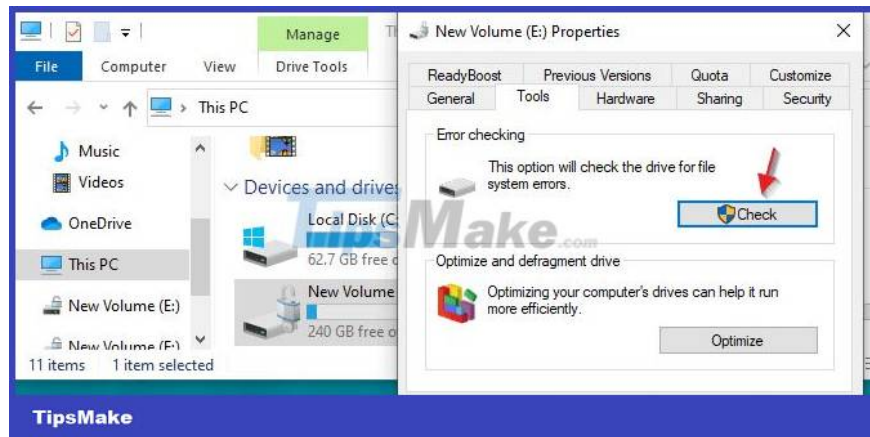 Manage
File
Computer
View
Drive Tools
This PC
Music
Videos
OneDrive
This PC
New Volume (E:)
New Volume (E:)
11 items
1 item selected
Devices and drives
Local Disk (C:
62.7 GB free o
New Volume
240 GB free o
New Volume (E:) Properties
ReadyBoost
Previous Versions
Quota
Customize
General
Tools
Hardware
Sharing
Security
Error checking
This option will check the drive for file
system errors.
Check
Optimize and defragment drive
Optimizing your computer's drives can help it run
more efficiently.
Optimize
TipsMake.com
TipsMake